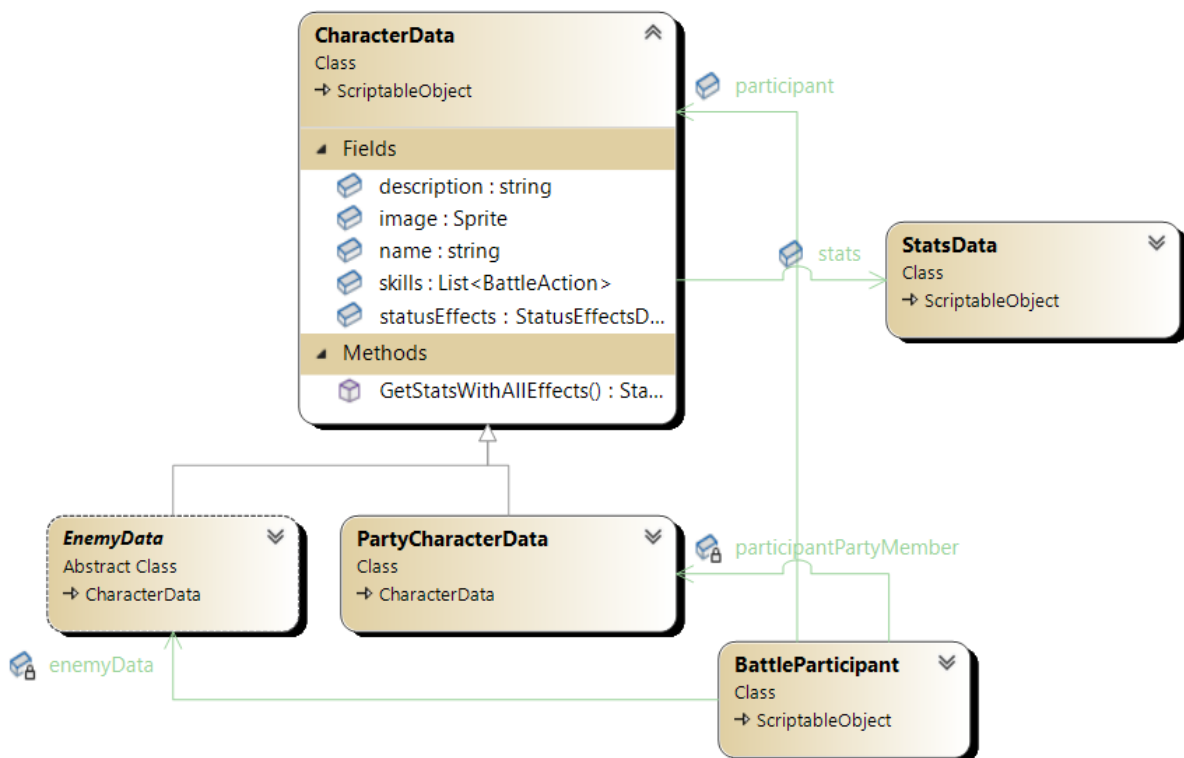 CharacterData
Class
ScriptableObject
participant
Fields
description : string
image : Sprite
name : string
skills : List<BattleAction>
statusEffects : StatusEffectsD...
Methods
GetStatsWithAllEffects() : Sta...
stats
StatsData
Class
ScriptableObject
EnemyData
Abstract Class
CharacterData
PartyCharacterData
Class
CharacterData
participantPartyMember
enemyData
BattleParticipant
Class
ScriptableObject